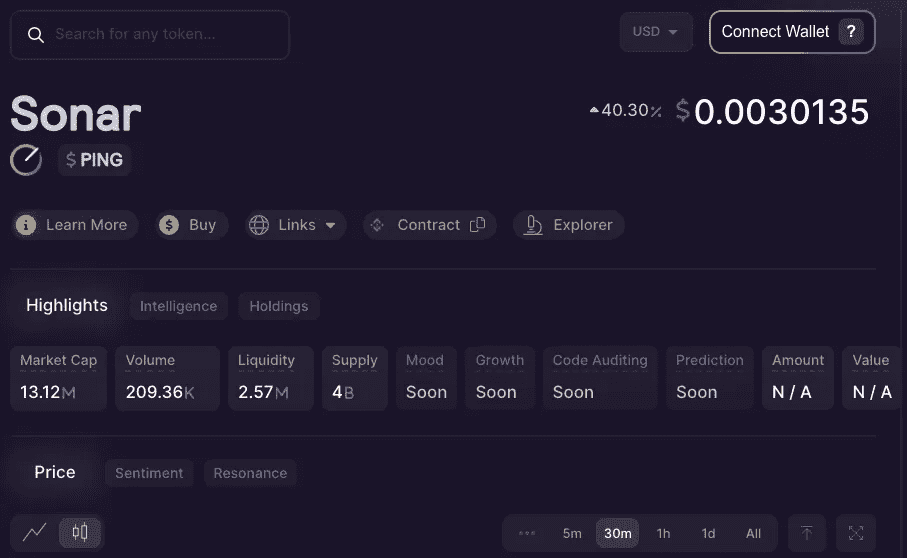 Search for any token...
USD
Connect Wallet ?
Sonar
40.30% $0.0030135
$ PING
Learn More
Buy
Links
Contract
Explorer
Highlights Intelligence Holdings
Market Cap Volume Liquidity Supply Mood Growth Code Auditing Prediction Amount Value
13.12M 209.36K 2.57M 4B Soon Soon Soon Soon N / A N / A
Price Sentiment Resonance
5m 30m 1h 1d All